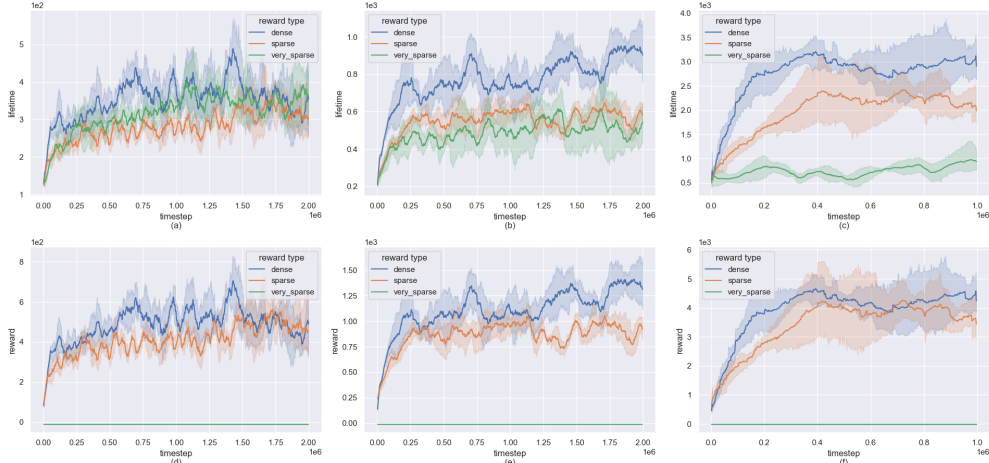 1e2
reward type
dense
sparse
very_sparse
5
4
3
2
1
lifetime
0.00 0.25 0.50 0.75 1.00 1.25 1.50 1.75 2.00
timestep
1e6
(a)
1e3
reward type
dense
sparse
very_sparse
1.0
0.8
0.6
0.4
0.2
lifetime
0.00 0.25 0.50 0.75 1.00 1.25 1.50 1.75 2.00
timestep
1e6
(b)
1e3
reward type
dense
sparse
very_sparse
4.0
3.5
3.0
2.5
2.0
1.5
1.0
0.5
lifetime
0.0 0.2 0.4 0.6 0.8 1.0
timestep
1e6
(c)
1e2
reward type
dense
sparse
very_sparse
8
6
4
2
0
reward
0.00 0.25 0.50 0.75 1.00 1.25 1.50 1.75 2.00
timestep
1e6
(d)
1e3
reward type
dense
sparse
very_sparse
1.50
1.25
1.00
0.75
0.50
0.25
0.00
reward
0.00 0.25 0.50 0.75 1.00 1.25 1.50 1.75 2.00
timestep
1e6
(e)
1e3
reward type
dense
sparse
very_sparse
6
5
4
3
2
1
0
reward
0.0 0.2 0.4 0.6 0.8 1.0
timestep
1e6
(f)